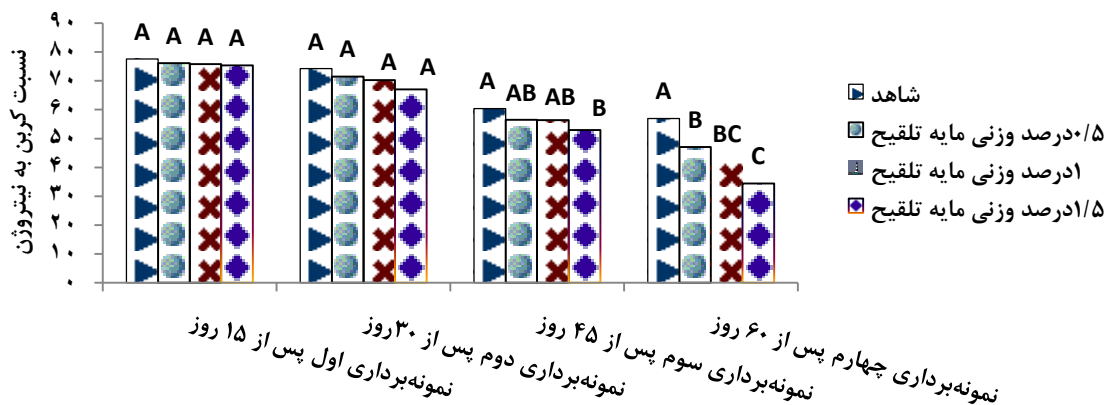 نسبت کربن به نیتروژن
۹۰
۸۰
۷۰
۶۰
۵۰
۴۰
۳۰
۲۰
۱۰
۰
A A A A
A A A A
A AB AB B
A B BC C
نمونه‌برداری اول پس از ۱۵ روز
نمونه‌برداری دوم پس از ۳۰روز
نمونه‌برداری سوم پس از ۴۵ روز
نمونه‌برداری چهارم پس از ۶۰ روز
شاهد
۰/۵درصد وزنی مایه تلقیح
۱درصد وزنی مایه تلقیح
۱/۵درصد وزنی مایه تلقیح